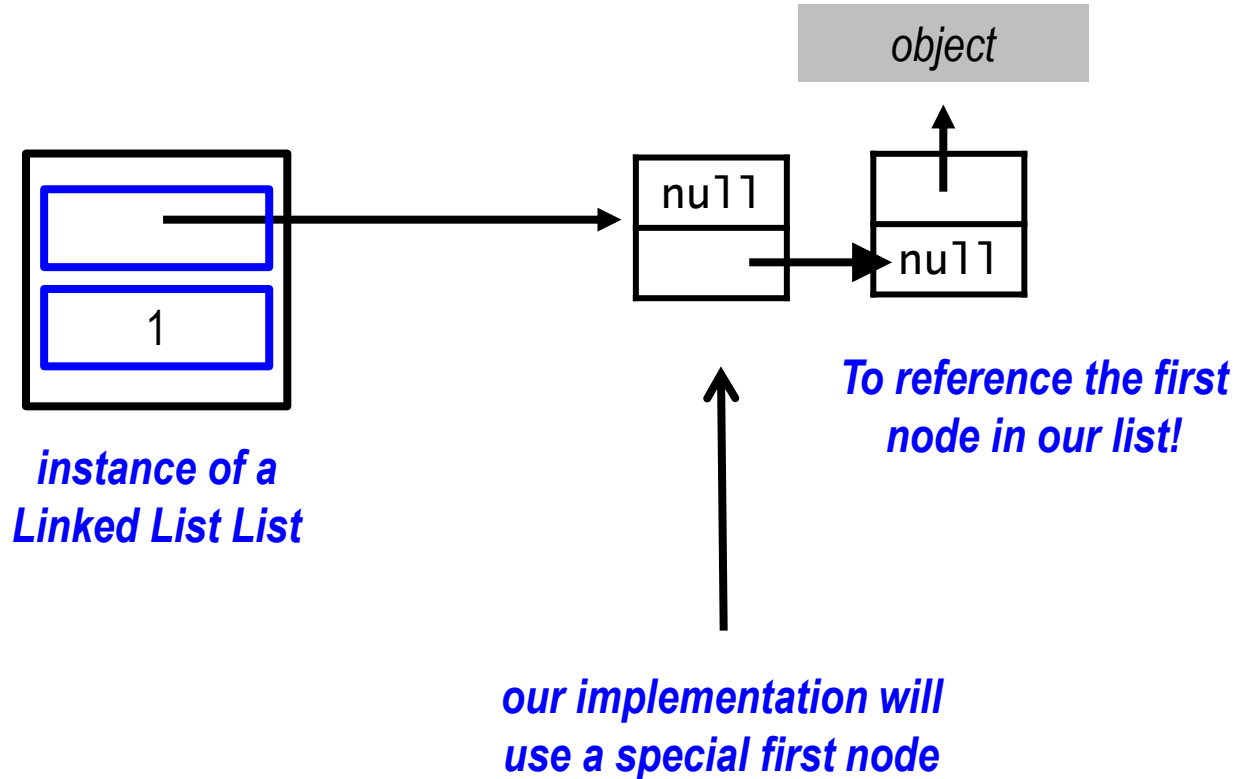 object
null
null
1
To reference the first
node in our list!
instance of a
Linked List List
our implementation will
use a special first node